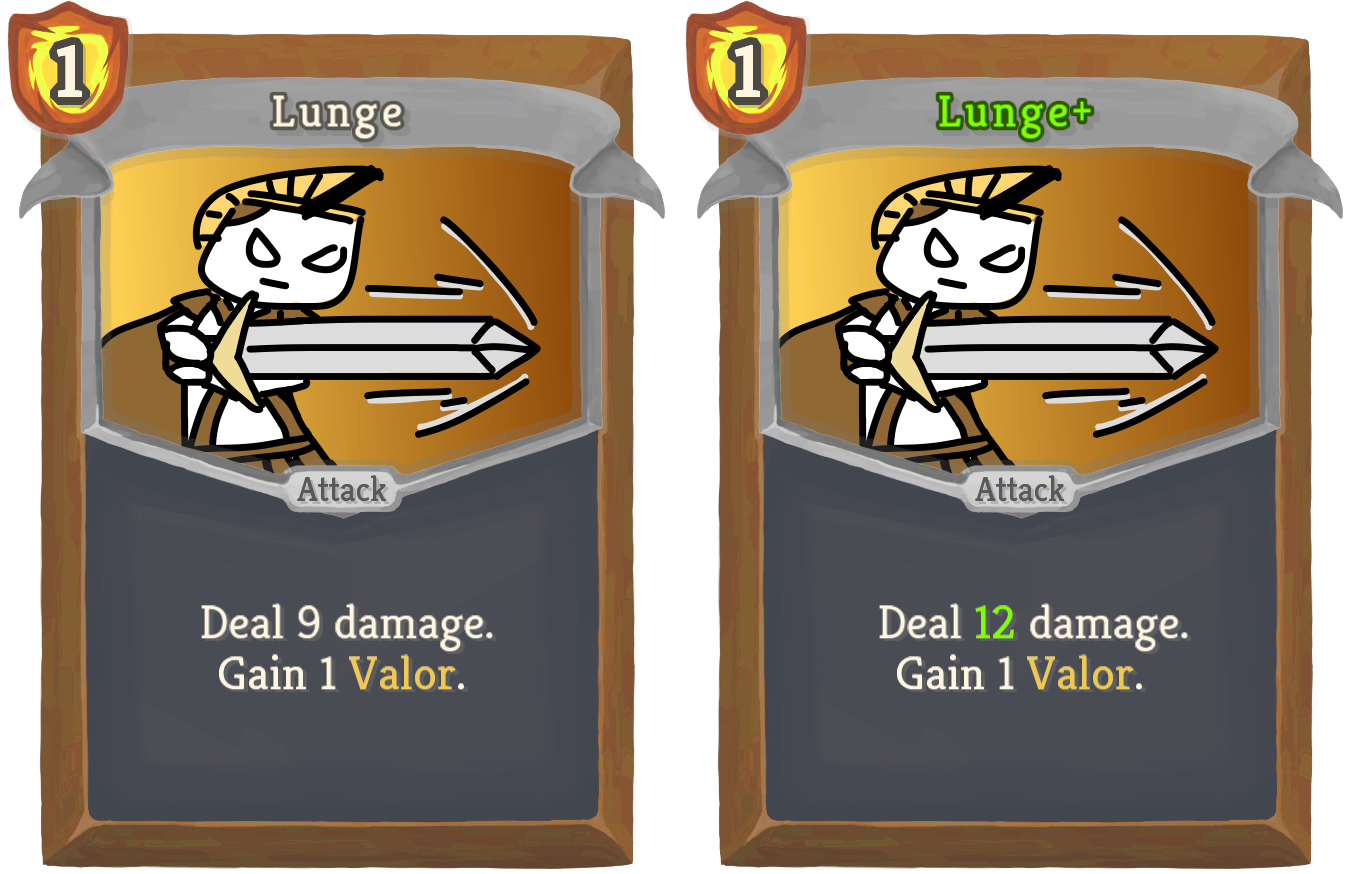 1
Lunge
Attack
Deal 9 damage.
Gain 1 Valor.
1
Lunge+
Attack
Deal 12 damage.
Gain 1 Valor.